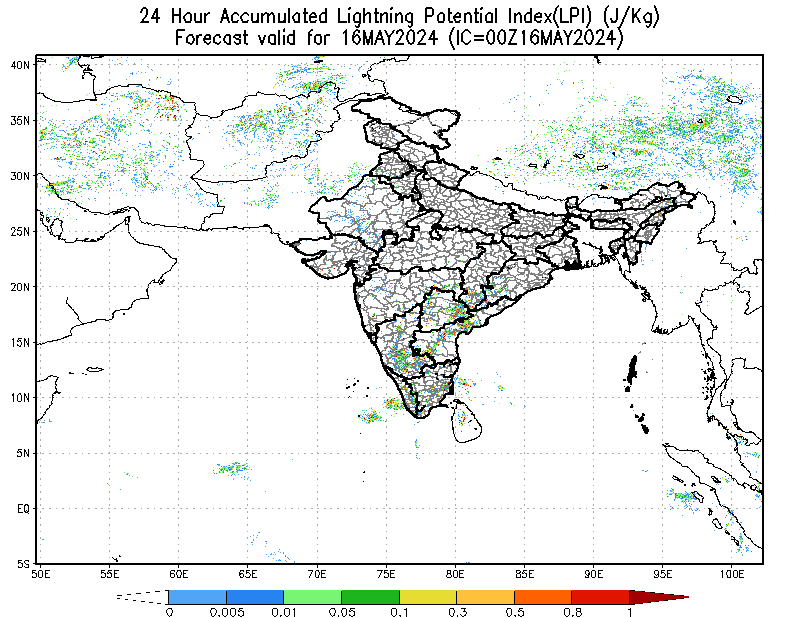 24 Hour Accumulated Lightning Potential Index(LPI) (J/Kg)
Forecast valid for 16MAY2024 (IC=00Z16MAY2024)
40N
35N
30N
25N
20N
15N
10N
5N
EQ
5S
50E 55E 60E 65E 70E 75E 80E 85E 90E 95E 100E
0 0.005 0.01 0.05 0.1 0.3 0.5 0.8 1